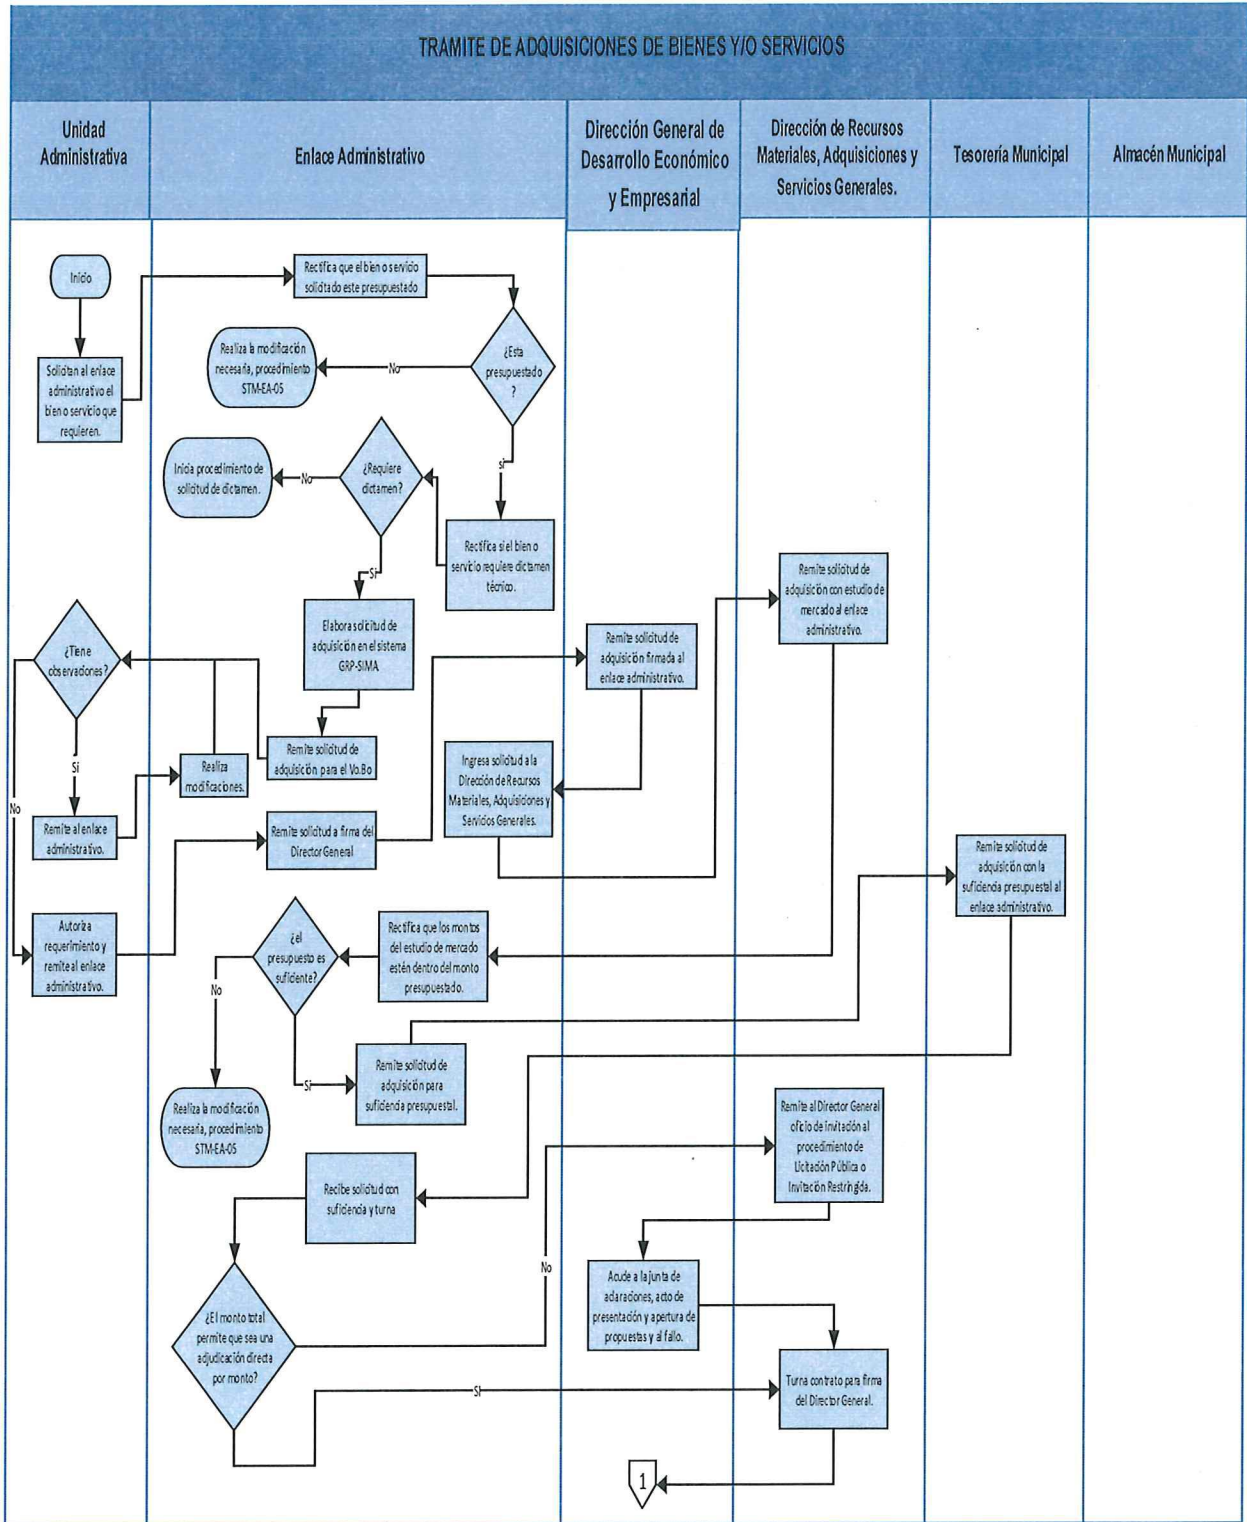 TRAMITE DE ADQUISICIONES DE BIENES Y/O SERVICIOS
Unidad
Administrativa
Enlace Administrativo
Dirección General de
Desarrollo Económico
y Empresarial
Dirección de Recursos
Materiales, Adquisiciones y
Servicios Generales.
Tesorería Municipal
Almacén Municipal
Inicio
Solicitan al enlace
administrativo el
bien o servicio que
requieren.
Rectifica que el bien o servicio
solicitado este presupuestado
¿Esta
presupuestado
?
No
Realiza la modificación
necesaria, procedimiento
STM-EA-05
si
Rectifica si el bien o
servicio requiere dictamen
técnico.
¿Requiere
dictamen?
No
Inicia procedimiento de
solicitud de dictamen.
Si
Elabora solicitud de
adquisición en el sistema
GRP-SIMA
Remite solicitud de
adquisición para el Vo.Bo
¿Tiene
observaciones?
Si
No
Remite al enlace
administrativo.
Realiza
modificaciones.
Autoriza
requerimiento y
remite al enlace
administrativo.
Remite solicitud a firma del
Director General
Remite solicitud de
adquisición firmada al
enlace administrativo.
Ingresa solicitud a la
Dirección de Recursos
Materiales, Adquisiciones y
Servicios Generales.
Remite solicitud de
adquisición con estudio de
mercado al enlace
administrativo.
Rectifica que los montos
del estudio de mercado
estén dentro del monto
presupuestado.
¿el
presupuesto es
suficiente?
No
Realiza la modificación
necesaria, procedimiento
STM-EA-05
Si
Remite solicitud de
adquisición para
suficiencia presupuestal.
Remite solicitud de
adquisición con la
suficiencia presupuestal al
enlace administrativo.
Recibe solicitud con
suficiencia y turna
¿El monto total
permite que sea una
adjudicación directa
por monto?
No
Remite al Director General
oficio de invitación al
procedimiento de
Licitación Pública o
Invitación Restringida.
Acude a la junta de
aclaraciones, acto de
presentación y apertura de
propuestas y al fallo.
Si
Turna contrato para firma
del Director General.
1